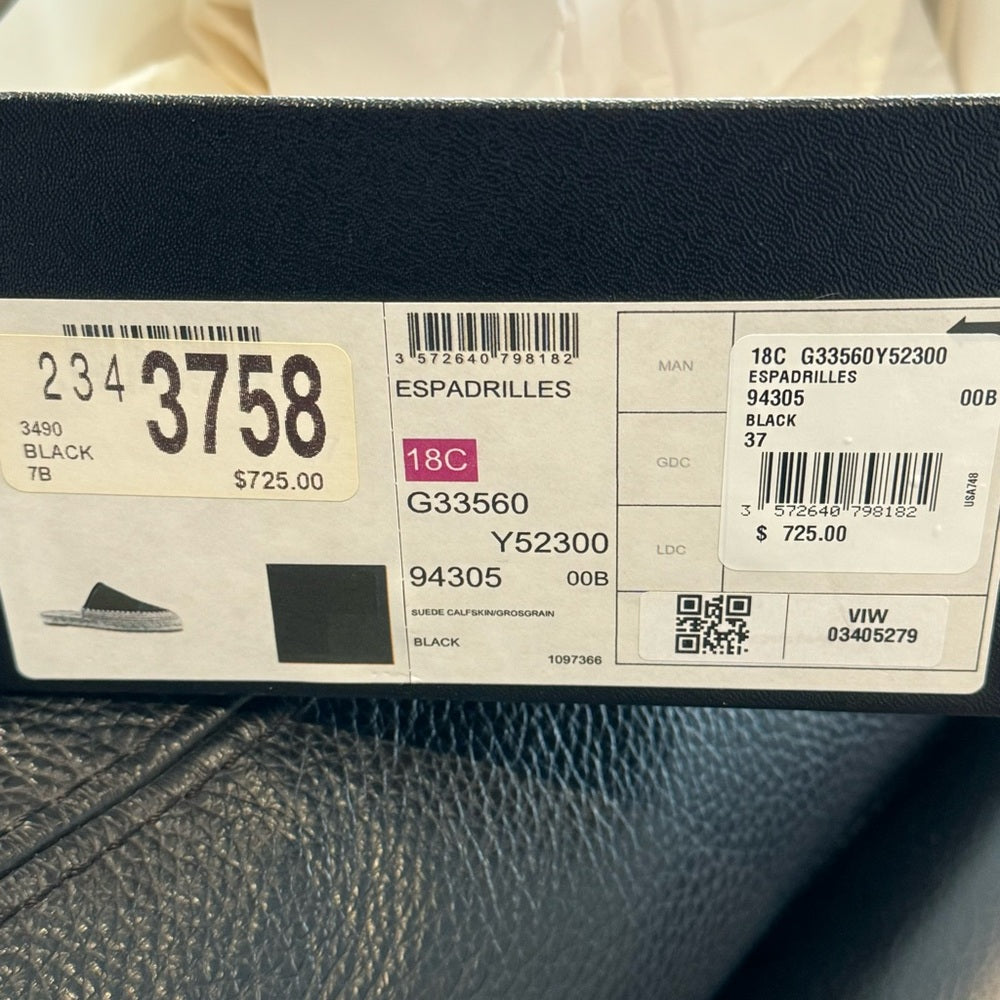 234 3758
3490
BLACK
7B
$725.00
3 572640 798182
ESPADRILLES
18C
G33560
Y52300
94305 00B
SUEDE CALFSKIN/GROSGRAIN
BLACK
1097366
MAN
GDC
LDC
18C G33560Y52300
ESPADRILLES
94305 00B
BLACK
37
3 572640 798182
USA748
$ 725.00
VIW
03405279